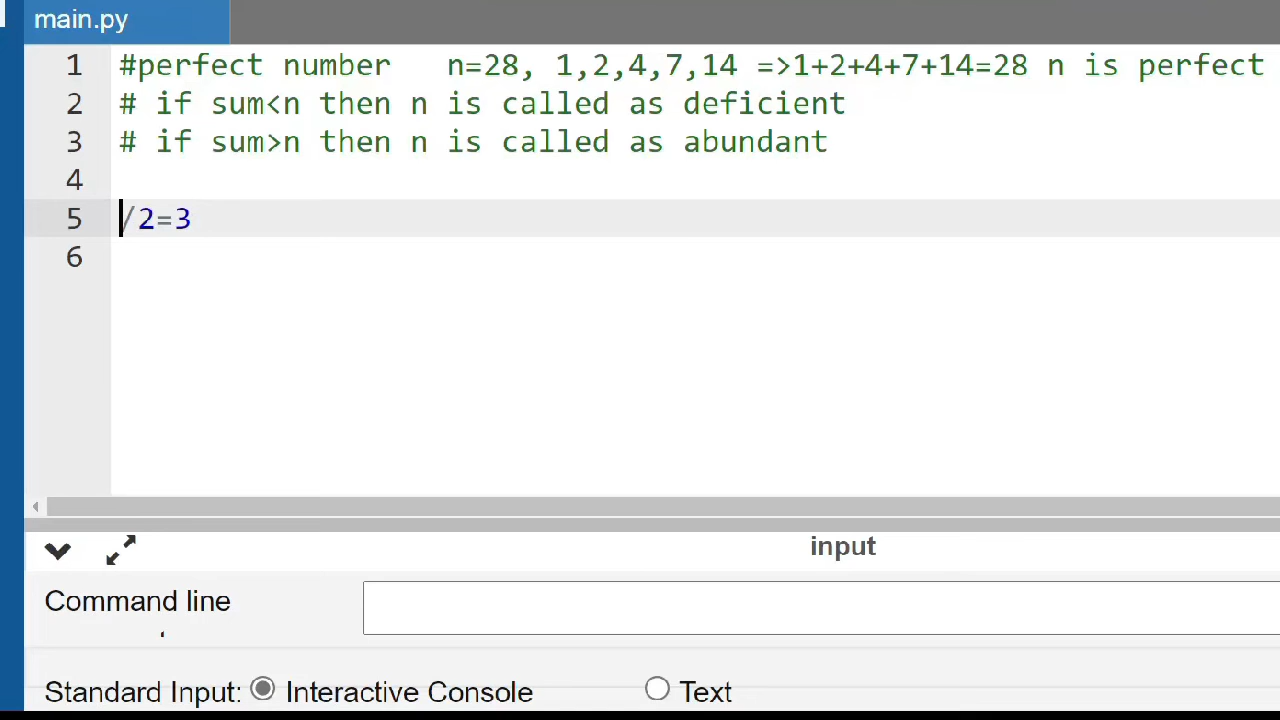 main.py
1 #perfect number   n=28, 1,2,4,7,14 =>1+2+4+7+14=28 n is perfect
2 # if sum<n then n is called as deficient
3 # if sum>n then n is called as abundant
4
5 /2=3
6
input
Command line
Standard Input: Interactive Console Text